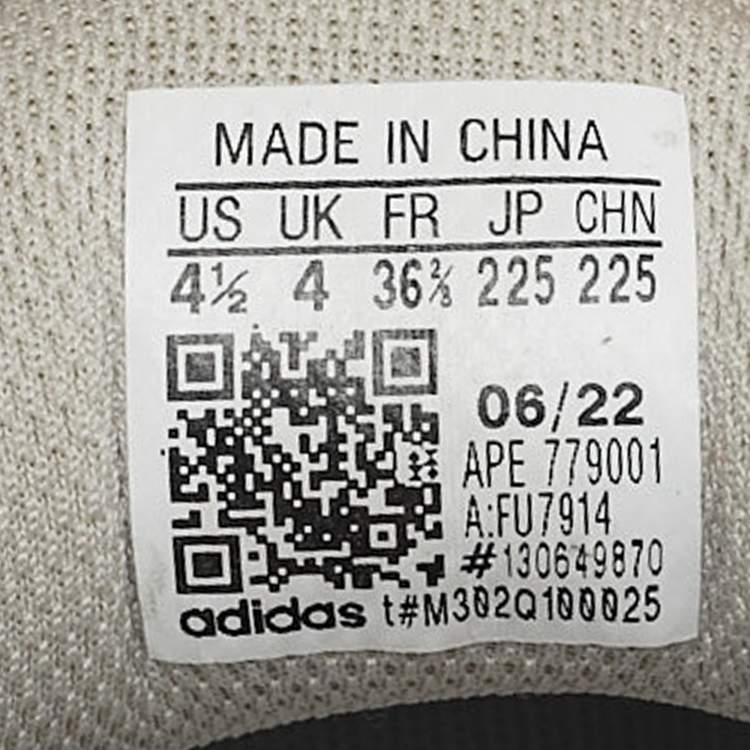 MADE IN CHINA
US UK FR JP CHN
4½ 4 36⅔ 225 225
06/22
APE 779001
A:FU7914
#130649870
adidas t#M302Q100025